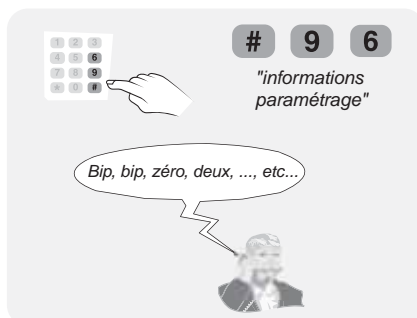 1 2 3
4 5 6
7 8 9
* 0 #
# 9 6
"informations
paramétrage"
Bip, bip, zéro, deux, ..., etc...